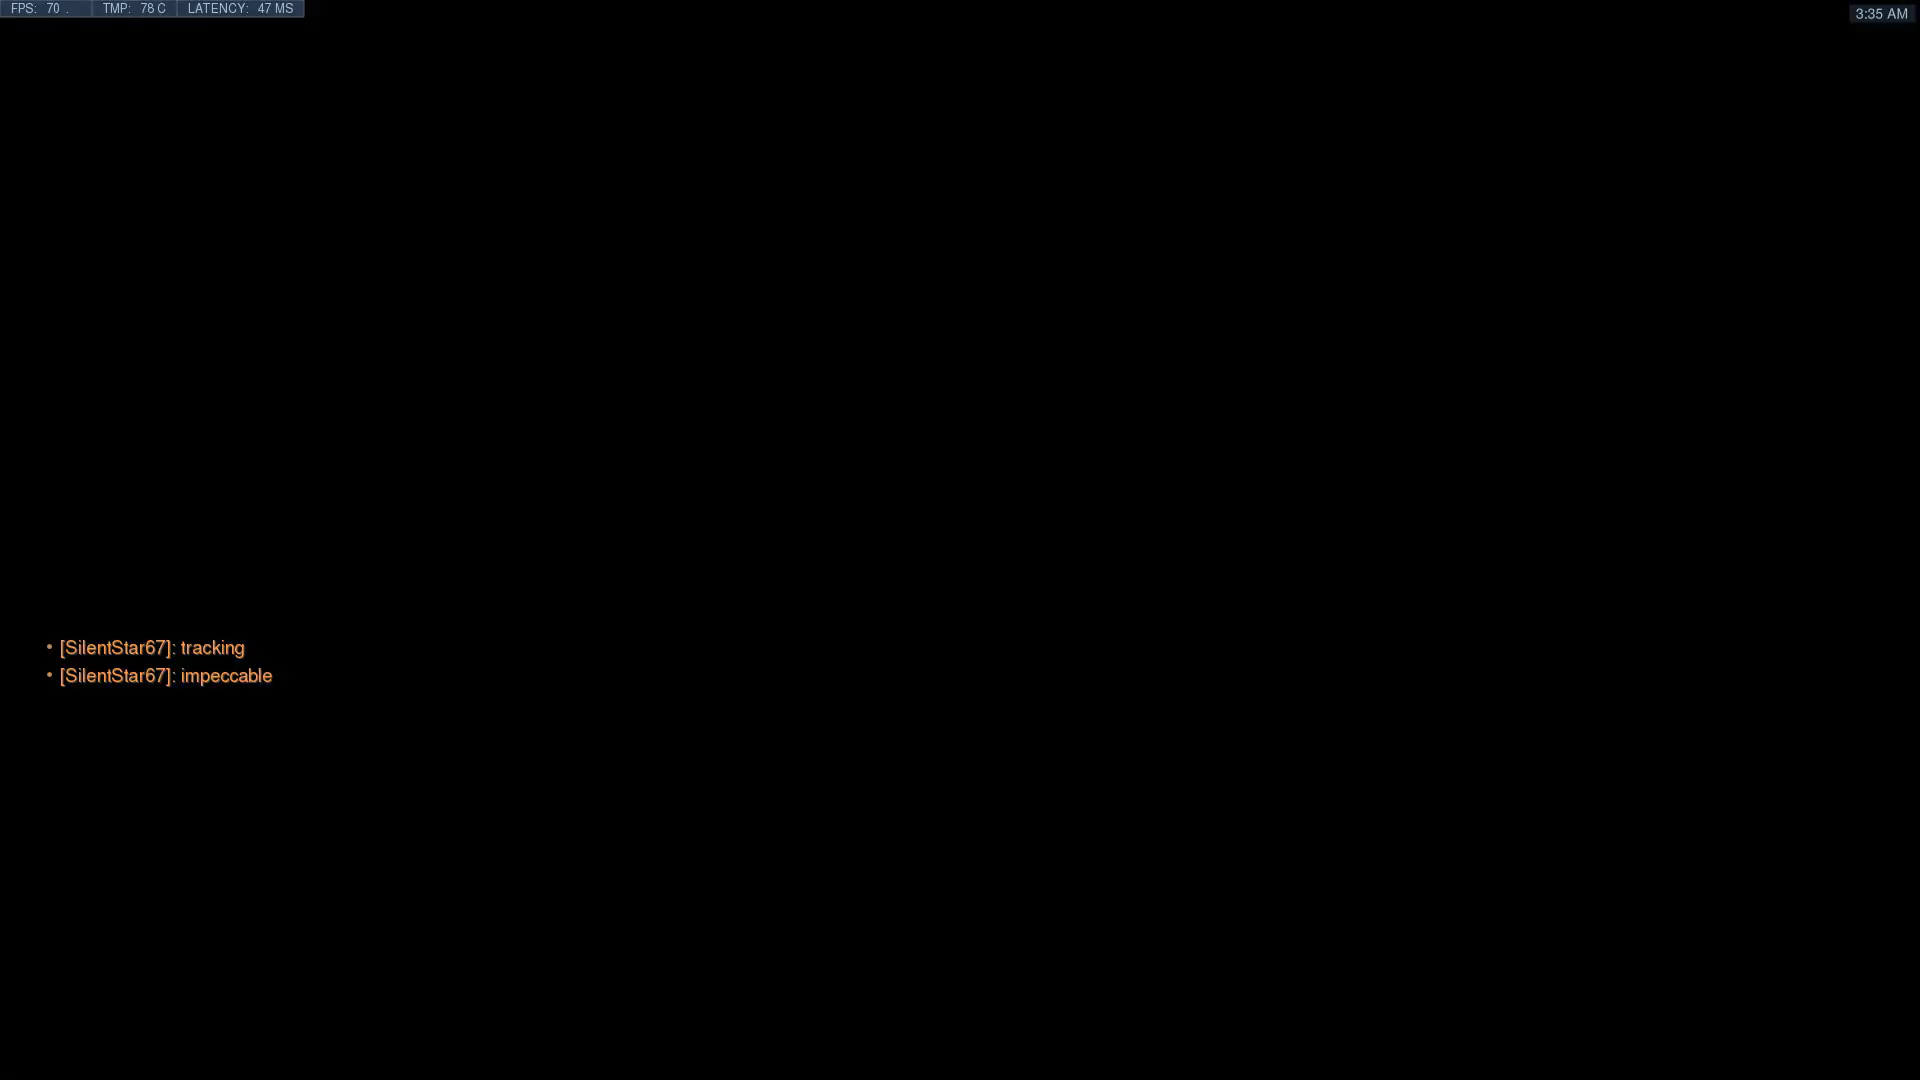 FPS: 70 . TMP: 78 C LATENCY: 47 MS
3:35 AM
• [SilentStar67]: tracking
• [SilentStar67]: impeccable